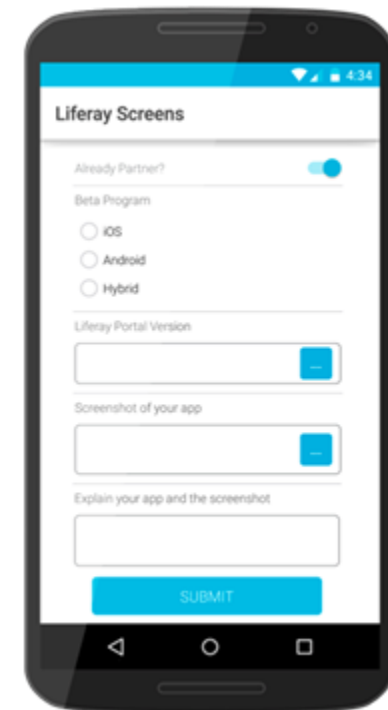 4:34
Liferay Screens
Already Partner?
Beta Program
iOS
Android
Hybrid
Liferay Portal Version
...
Screenshot of your app
...
Explain your app and the screenshot
SUBMIT